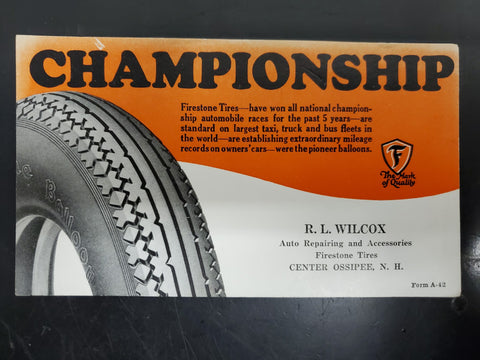 CHAMPIONSHIP
Firestone Tires—have won all national champion-
ship automobile races for the past 5 years—are
standard on largest taxi, truck and bus fleets in
the world—are establishing extraordinary mileage
records on owners' cars—were the pioneer balloons.
F
The Mark
of Quality
Balloon
R. L. WILCOX
Auto Repairing and Accessories
Firestone Tires
CENTER OSSIPEE, N. H.
Form A-42